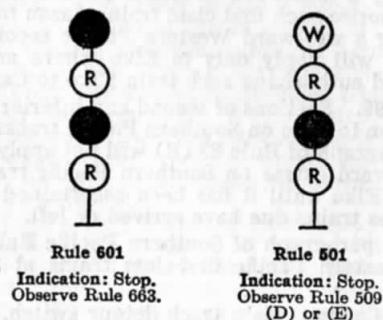 W
R
R
R
R
Rule 601
Indication: Stop.
Observe Rule 663.
Rule 501
Indication: Stop.
Observe Rule 509
(D) or (E)